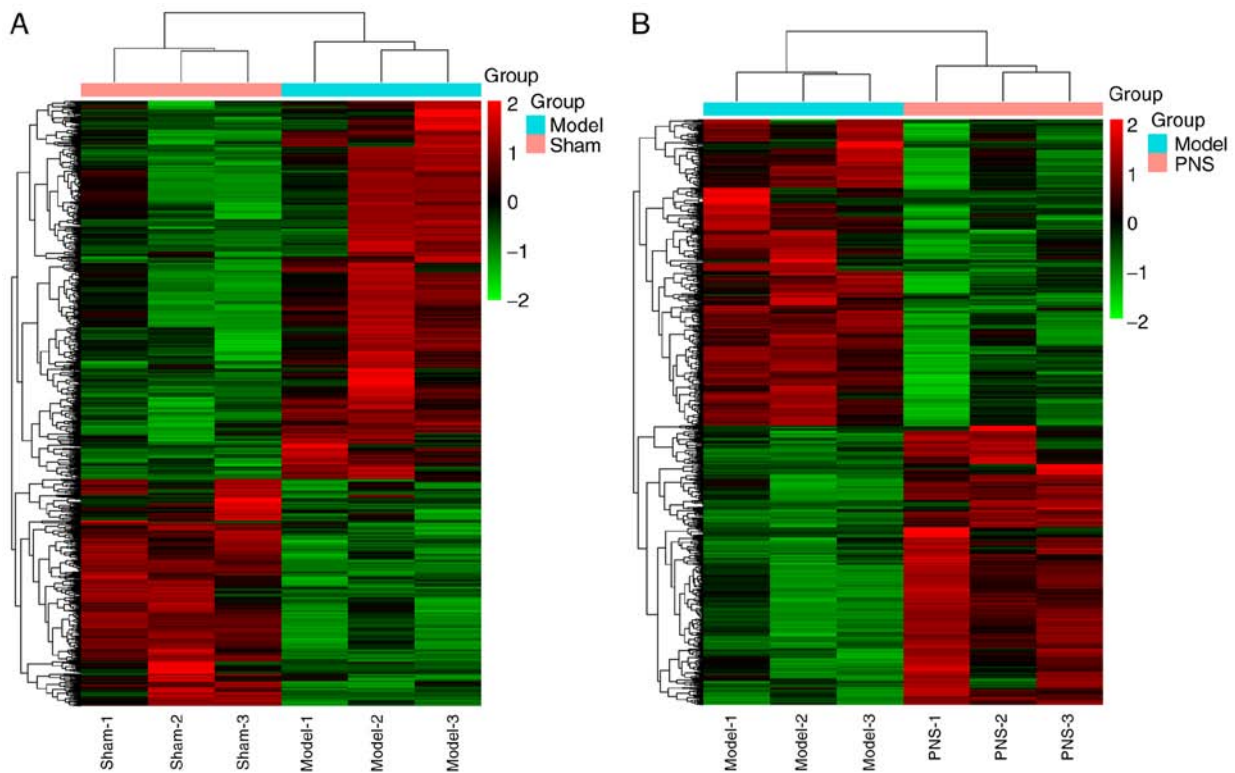 A
Group
Group
Model
Sham
2
1
0
−1
−2
Sham-1
Sham-2
Sham-3
Model-1
Model-2
Model-3
B
Group
Group
Model
PNS
2
1
0
−1
−2
Model-1
Model-2
Model-3
PNS-1
PNS-2
PNS-3